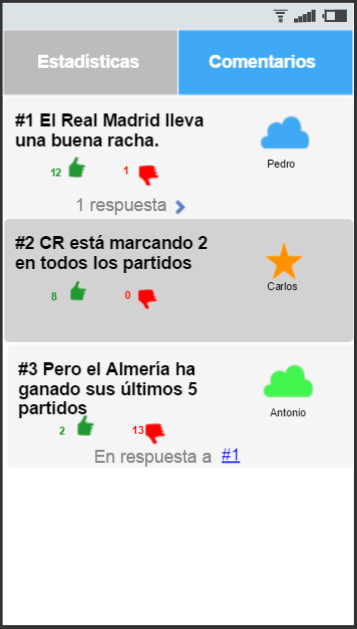 Estadísticas
Comentarios
#1 El Real Madrid lleva
una buena racha.
Pedro
12
1
1 respuesta
#2 CR está marcando 2
en todos los partidos
Carlos
8
0
#3 Pero el Almería ha
ganado sus últimos 5
partidos
Antonio
2
13
En respuesta a #1